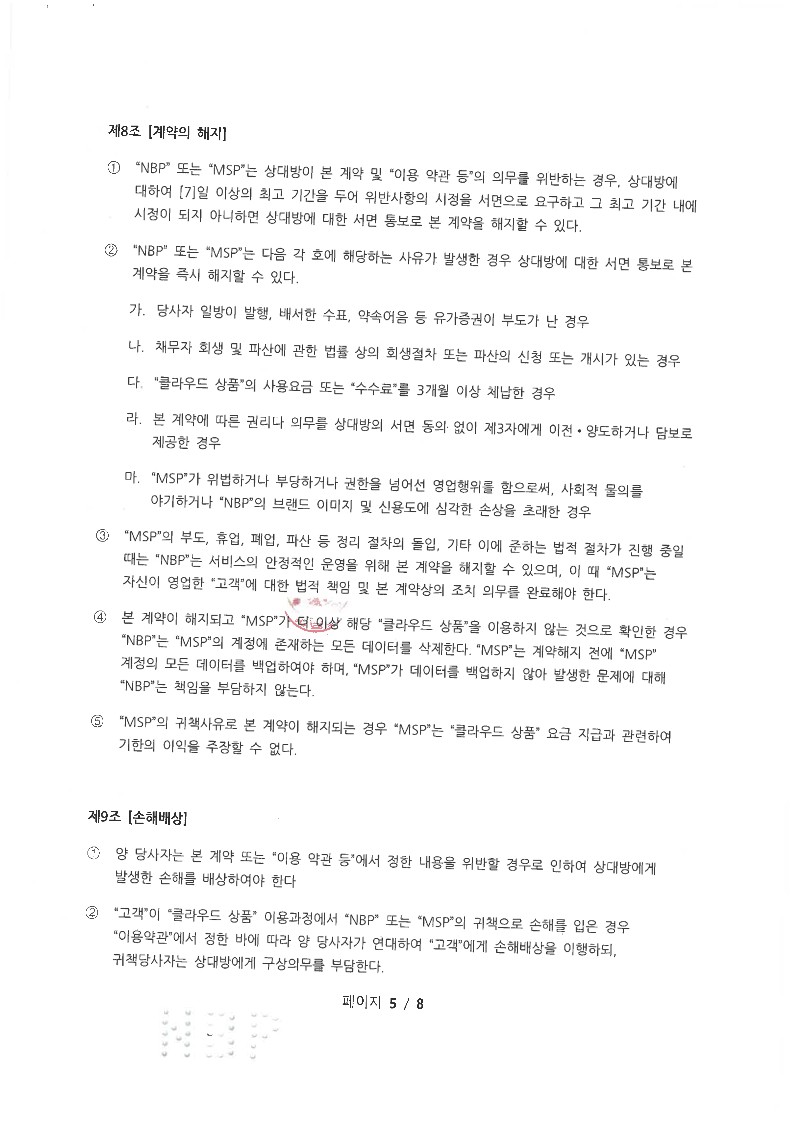 제8조 [계약의 해지]
① “NBP” 또는 “MSP”는 상대방이 본 계약 및 “이용 약관 등”의 의무를 위반하는 경우, 상대방에
대하여 [7]일 이상의 최고 기간을 두어 위반사항의 시정을 서면으로 요구하고 그 최고 기간 내에
시정이 되지 아니하면 상대방에 대한 서면 통보로 본 계약을 해지할 수 있다.
② “NBP” 또는 “MSP”는 다음 각 호에 해당하는 사유가 발생한 경우 상대방에 대한 서면 통보로 본
계약을 즉시 해지할 수 있다.
가. 당사자 일방이 발행, 배서한 수표, 약속어음 등 유가증권이 부도가 난 경우
나. 채무자 회생 및 파산에 관한 법률 상의 회생절차 또는 파산의 신청 또는 개시가 있는 경우
다. “클라우드 상품”의 사용요금 또는 “수수료”를 3개월 이상 체납한 경우
라. 본 계약에 따른 권리나 의무를 상대방의 서면 동의 없이 제3자에게 이전•양도하거나 담보로
제공한 경우
마. “MSP”가 위법하거나 부당하거나 권한을 넘어선 영업행위를 함으로써, 사회적 물의를
야기하거나 “NBP”의 브랜드 이미지 및 신용도에 심각한 손상을 초래한 경우
③ “MSP”의 부도, 휴업, 폐업, 파산 등 정리 절차의 돌입, 기타 이에 준하는 법적 절차가 진행 중일
때는 “NBP”는 서비스의 안정적인 운영을 위해 본 계약을 해지할 수 있으며, 이 때 “MSP”는
자신이 영업한 “고객”에 대한 법적 책임 및 본 계약상의 조치 의무를 완료해야 한다.
④ 본 계약이 해지되고 “MSP”가 더 이상 해당 “클라우드 상품”을 이용하지 않는 것으로 확인한 경우
“NBP”는 “MSP”의 계정에 존재하는 모든 데이터를 삭제한다. “MSP”는 계약해지 전에 “MSP”
계정의 모든 데이터를 백업하여야 하며, “MSP”가 데이터를 백업하지 않아 발생한 문제에 대해
“NBP”는 책임을 부담하지 않는다.
⑤ “MSP”의 귀책사유로 본 계약이 해지되는 경우 “MSP”는 “클라우드 상품” 요금 지급과 관련하여
기한의 이익을 주장할 수 없다.
제9조 [손해배상]
① 양 당사자는 본 계약 또는 “이용 약관 등”에서 정한 내용을 위반할 경우로 인하여 상대방에게
발생한 손해를 배상하여야 한다
② “고객”이 “클라우드 상품” 이용과정에서 “NBP” 또는 “MSP”의 귀책으로 손해를 입은 경우
“이용약관”에서 정한 바에 따라 양 당사자가 연대하여 “고객”에게 손해배상을 이행하되,
귀책당사자는 상대방에게 구상의무를 부담한다.
페이지 5 / 8
NBP